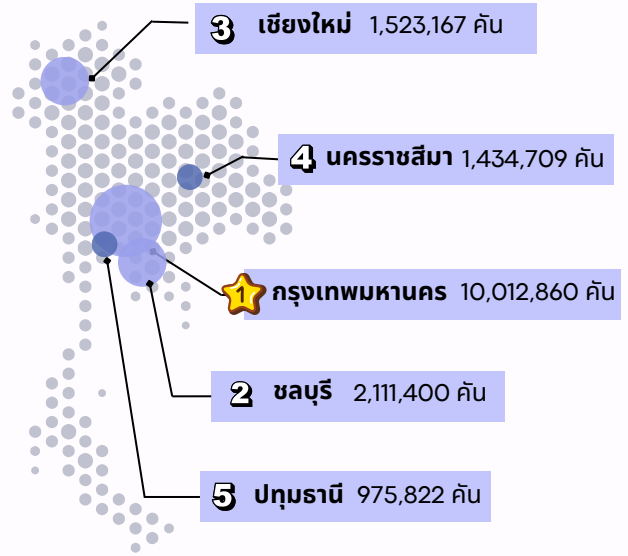 3 เชียงใหม่ 1,523,167 คัน
4 นครราชสีมา 1,434,709 คัน
1 กรุงเทพมหานคร 10,012,860 คัน
2 ชลบุรี 2,111,400 คัน
5 ปทุมธานี 975,822 คัน